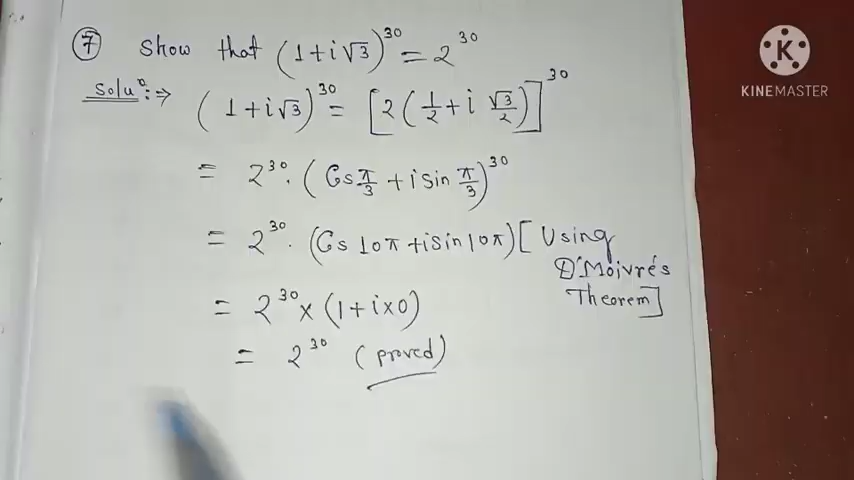 ⑦ Show that (1+i√3)^30 = 2^30
Solu^n :⇒ (1+i√3)^30 = [2(1/2 + i √3/2)]^30
= 2^30 . (Cos π/3 + i sin π/3)^30
= 2^30 . (Cos 10π + i sin 10π) [Using
D'Moivre's
Theorem]
= 2^30 × (1 + i×0)
= 2^30 (proved)
K
KINEMASTER